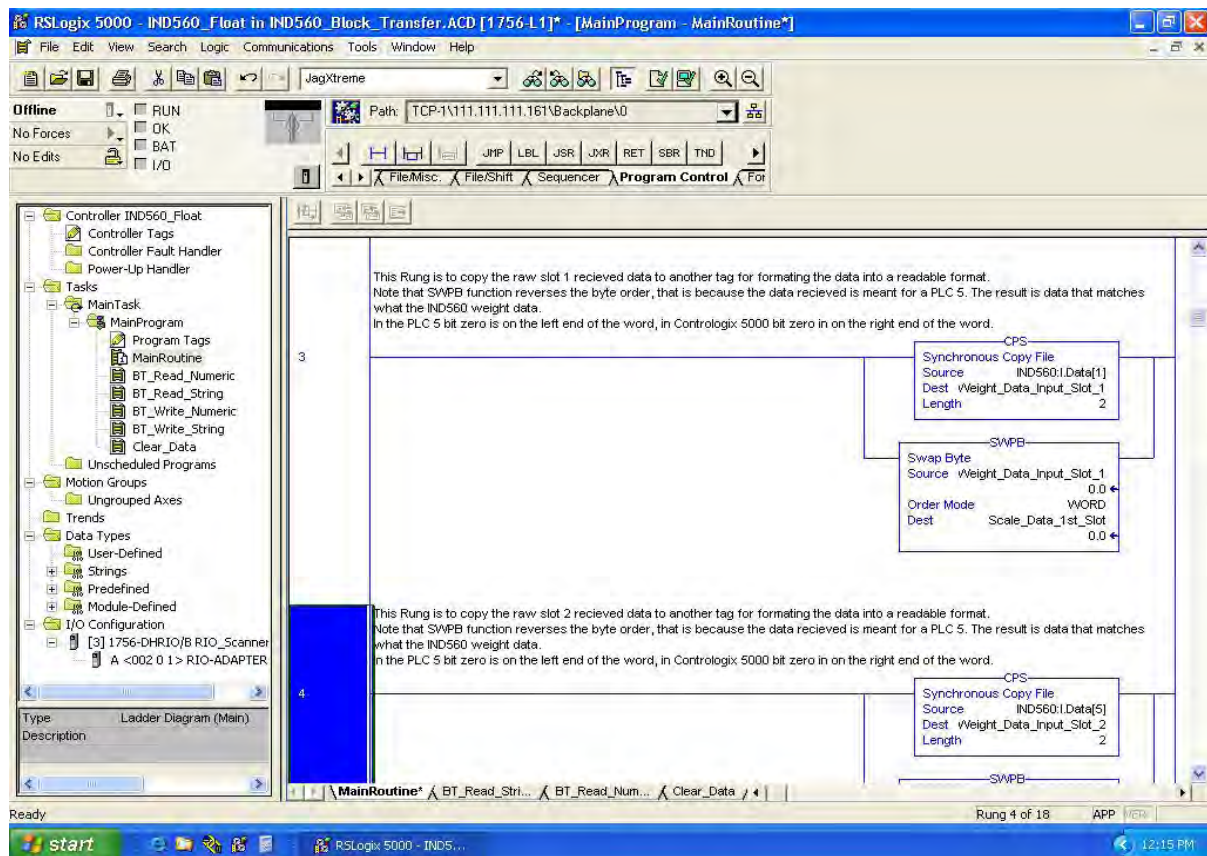 RSLogix 5000 - IND560_Float in IND560_Block_Transfer.ACD [1756-L1]* - [MainProgram - MainRoutine*]
File Edit View Search Logic Communications Tools Window Help
JagXtreme
Offline
RUN
No Forces
OK
No Edits
BAT
I/O
Path: TCP-1\111.111.111.161\Backplane\0
JMP LBL JSR JXR RET SBR TND
File/Misc. File/Shift Sequencer Program Control For
Controller IND560_Float
Controller Tags
Controller Fault Handler
Power-Up Handler
Tasks
MainTask
MainProgram
Program Tags
MainRoutine
BT_Read_Numeric
BT_Read_String
BT_Write_Numeric
BT_Write_String
Clear_Data
Unscheduled Programs
Motion Groups
Ungrouped Axes
Trends
Data Types
User-Defined
Strings
Predefined
Module-Defined
I/O Configuration
[3] 1756-DHRIO/B RIO_Scanner
A <002 0 1> RIO-ADAPTER
Type Ladder Diagram (Main)
Description
This Rung is to copy the raw slot 1 recieved data to another tag for formating the data into a readable format.
Note that SWPB function reverses the byte order, that is because the data recieved is meant for a PLC 5. The result is data that matches
what the IND560 weight data.
In the PLC 5 bit zero is on the left end of the word, in Contrologix 5000 bit zero in on the right end of the word.
3
CPS
Synchronous Copy File
Source IND560:I.Data[1]
Dest Weight_Data_Input_Slot_1
Length 2
SWPB
Swap Byte
Source Weight_Data_Input_Slot_1
0.0
Order Mode WORD
Dest Scale_Data_1st_Slot
0.0
This Rung is to copy the raw slot 2 recieved data to another tag for formating the data into a readable format.
Note that SWPB function reverses the byte order, that is because the data recieved is meant for a PLC 5. The result is data that matches
what the IND560 weight data.
n the PLC 5 bit zero is on the left end of the word, in Contrologix 5000 bit zero in on the right end of the word.
4
CPS
Synchronous Copy File
Source IND560:I.Data[5]
Dest Weight_Data_Input_Slot_2
Length 2
SWPB
MainRoutine* BT_Read_Stri... BT_Read_Num... Clear_Data
Ready
Rung 4 of 18 APP VER
start
RSLogix 5000 - IND5...
12:15 PM